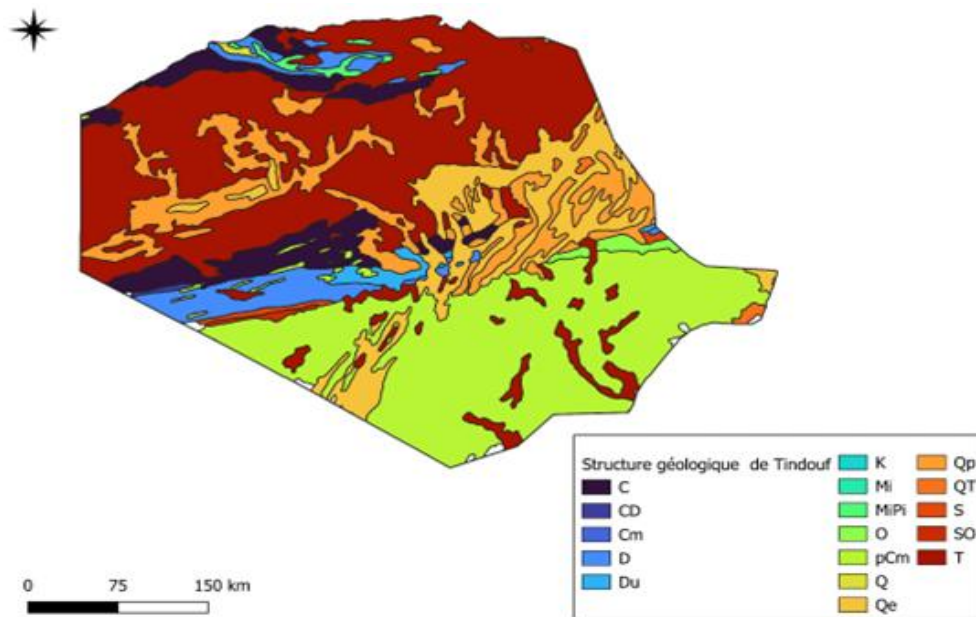 Structure géologique de Tindouf
C
CD
Cm
D
Du
K
Mi
MiPi
O
pCm
Q
Qe
Qp
QT
S
SO
T
0 75 150 km